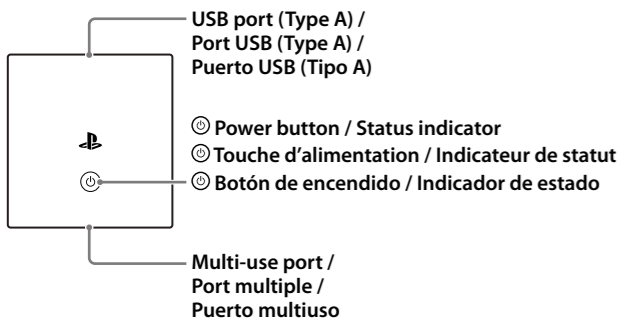 USB port (Type A) /
Port USB (Type A) /
Puerto USB (Tipo A)
Power button / Status indicator
Touche d’alimentation / Indicateur de statut
Botón de encendido / Indicador de estado
Multi-use port /
Port multiple /
Puerto multiuso